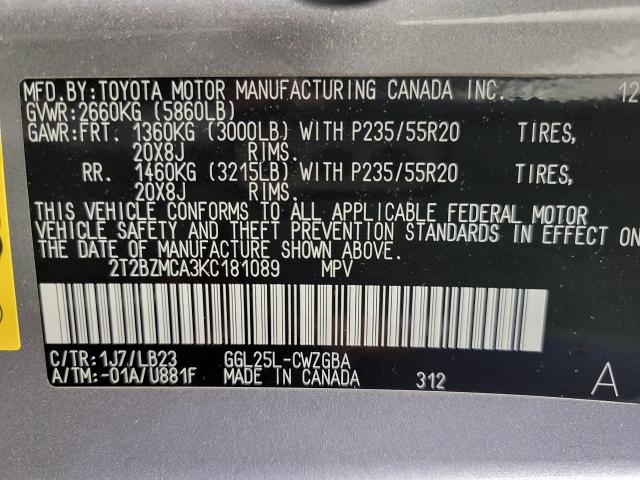 MFD.BY:TOYOTA MOTOR MANUFACTURING CANADA INC. 12
GVWR:2660KG (5860LB)
GAWR:FRT. 1360KG (3000LB) WITH P235/55R20 TIRES,
20X8J RIMS.
RR. 1460KG (3215LB) WITH P235/55R20 TIRES,
20X8J RIMS.
THIS VEHICLE CONFORMS TO ALL APPLICABLE FEDERAL MOTOR
VEHICLE SAFETY AND THEFT PREVENTION STANDARDS IN EFFECT ON
THE DATE OF MANUFACTURE SHOWN ABOVE.
2T2BZMCA3KC181089 MPV
C/TR:1J7/LB23 GGL25L-CWZGBA
A/TM:-01A/U881F MADE IN CANADA 312 A